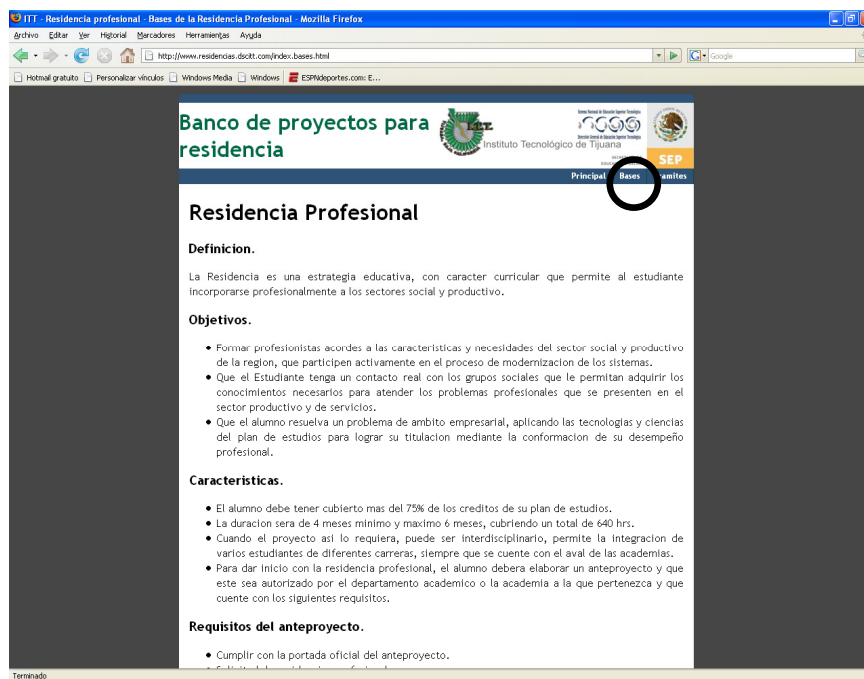 ITT - Residencia profesional - Bases de la Residencia Profesional - Mozilla Firefox
Archivo Editar Ver Historial Marcadores Herramientas Ayuda
http://www.residencias.dscitt.com/index.bases.html
Google
Hotmail gratuito Personalizar vínculos Windows Media Windows ESPNdeportes.com: E...
Banco de proyectos para
residencia
Instituto Tecnológico de Tijuana
SEP
Principal Bases Tramites
Residencia Profesional
Definicion.
La Residencia es una estrategia educativa, con caracter curricular que permite al estudiante
incorporarse profesionalmente a los sectores social y productivo.
Objetivos.
Formar profesionistas acordes a las caracteristicas y necesidades del sector social y productivo
de la region, que participen activamente en el proceso de modernizacion de los sistemas.
Que el Estudiante tenga un contacto real con los grupos sociales que le permitan adquirir los
conocimientos necesarios para atender los problemas profesionales que se presenten en el
sector productivo y de servicios.
Que el alumno resuelva un problema de ambito empresarial, aplicando las tecnologias y ciencias
del plan de estudios para lograr su titulacion mediante la conformacion de su desempeño
profesional.
Caracteristicas.
El alumno debe tener cubierto mas del 75% de los creditos de su plan de estudios.
La duracion sera de 4 meses minimo y maximo 6 meses, cubriendo un total de 640 hrs.
Cuando el proyecto asi lo requiera, puede ser interdisciplinario, permite la integracion de
varios estudiantes de diferentes carreras, siempre que se cuente con el aval de las academias.
Para dar inicio con la residencia profesional, el alumno debera elaborar un anteproyecto y que
este sea autorizado por el departamento academico o la academia a la que pertenezca y que
cuente con los siguientes requisitos.
Requisitos del anteproyecto.
Cumplir con la portada oficial del anteproyecto.
Terminado